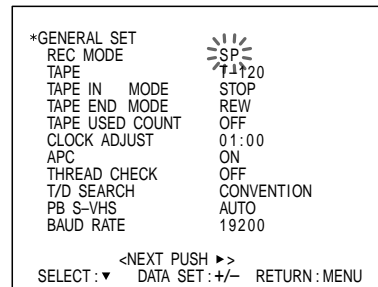 *GENERAL SET
REC MODE SP
TAPE T–120
TAPE IN MODE STOP
TAPE END MODE REW
TAPE USED COUNT OFF
CLOCK ADJUST 01:00
APC ON
THREAD CHECK OFF
T/D SEARCH CONVENTION
PB S–VHS AUTO
BAUD RATE 19200
<NEXT PUSH ►>
SELECT:▼ DATA SET:+/– RETURN:MENU